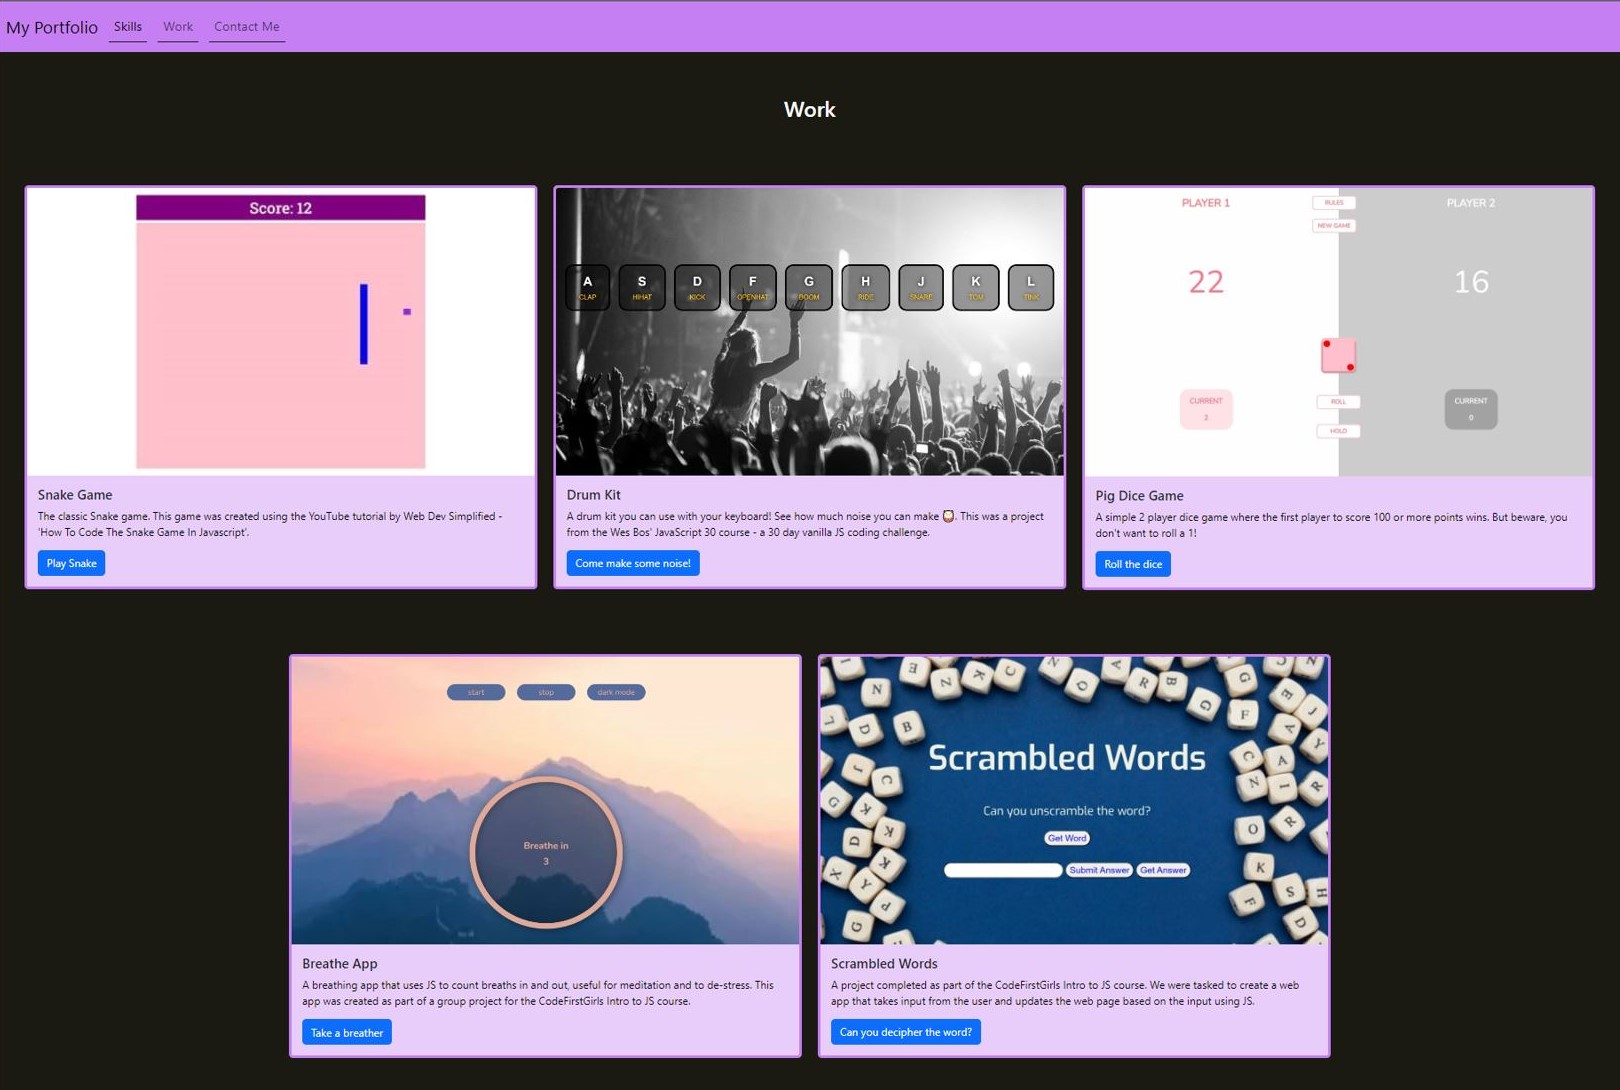 My Portfolio Skills Work Contact Me
Work
Score: 12
Snake Game
The classic Snake game. This game was created using the YouTube tutorial by Web Dev Simplified -
'How To Code The Snake Game In Javascript'.
Play Snake
A S D F G H J K L
CLAP HIHAT KICK OPENHAT BOOM RIDE SNARE TOM TINK
Drum Kit
A drum kit you can use with your keyboard! See how much noise you can make 🥁. This was a project
from the Wes Bos' JavaScript 30 course - a 30 day vanilla JS coding challenge.
Come make some noise!
PLAYER 1 RULES PLAYER 2
NEW GAME
22 16
CURRENT ROLL CURRENT
2 0
HOLD
Pig Dice Game
A simple 2 player dice game where the first player to score 100 or more points wins. But beware, you
don't want to roll a 1!
Roll the dice
start stop dark mode
Breathe in
3
Breathe App
A breathing app that uses JS to count breaths in and out, useful for meditation and to de-stress. This
app was created as part of a group project for the CodeFirstGirls Intro to JS course.
Take a breather
Scrambled Words
Can you unscramble the word?
Get Word
Submit Answer Get Answer
Scrambled Words
A project completed as part of the CodeFirstGirls Intro to JS course. We were tasked to create a web
app that takes input from the user and updates the web page based on the input using JS.
Can you decipher the word?